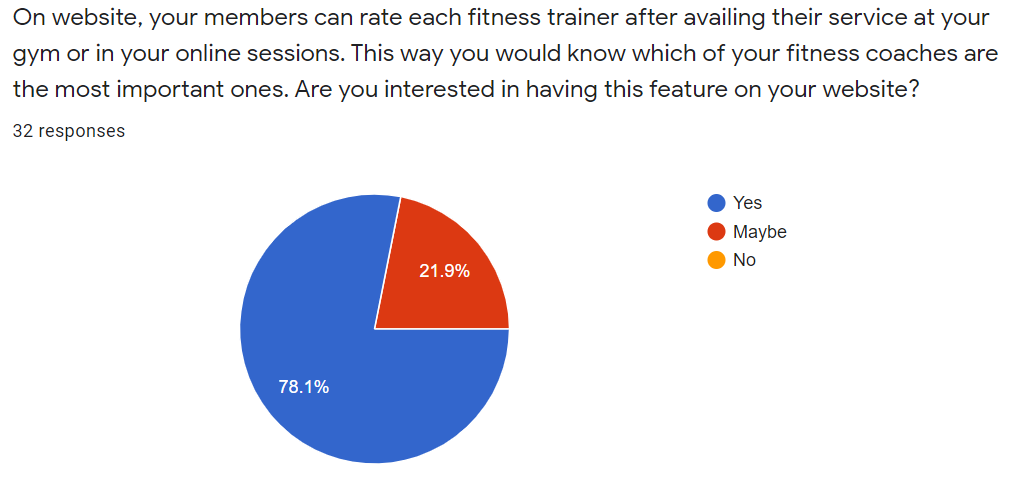 On website, your members can rate each fitness trainer after availing their service at your
gym or in your online sessions. This way you would know which of your fitness coaches are
the most important ones. Are you interested in having this feature on your website?
32 responses
Yes
Maybe
No
21.9%
78.1%